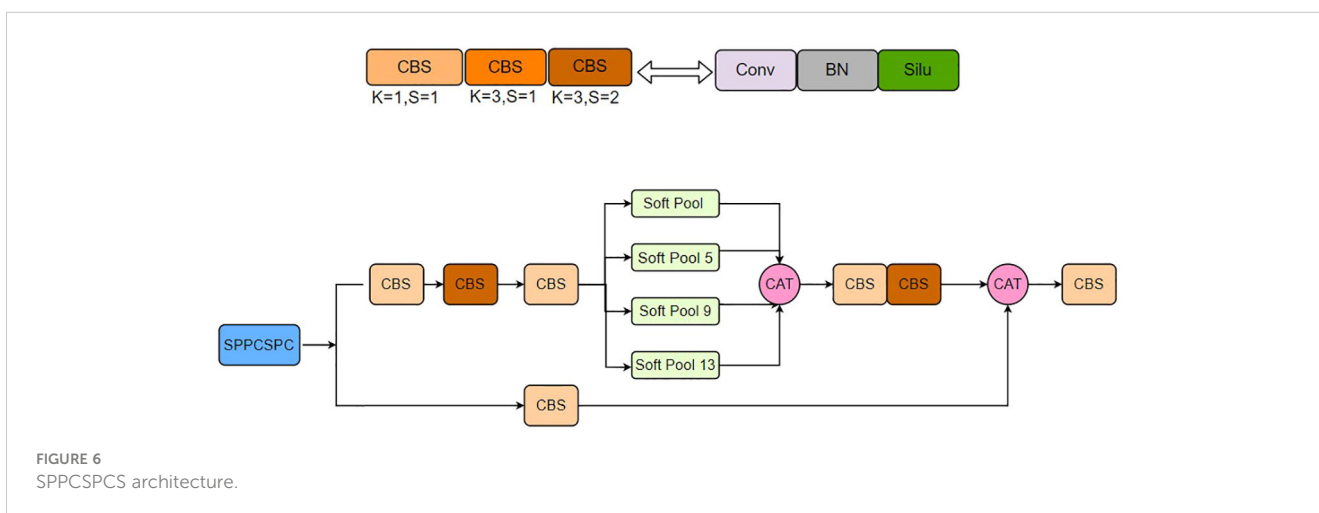 CBS CBS CBS Conv BN Silu
K=1,S=1 K=3,S=1 K=3,S=2
Soft Pool
Soft Pool 5
CBS CBS CBS CAT CBS CBS CAT CBS
Soft Pool 9
SPPCSPC
Soft Pool 13
CBS
FIGURE 6
SPPCSPCS architecture.